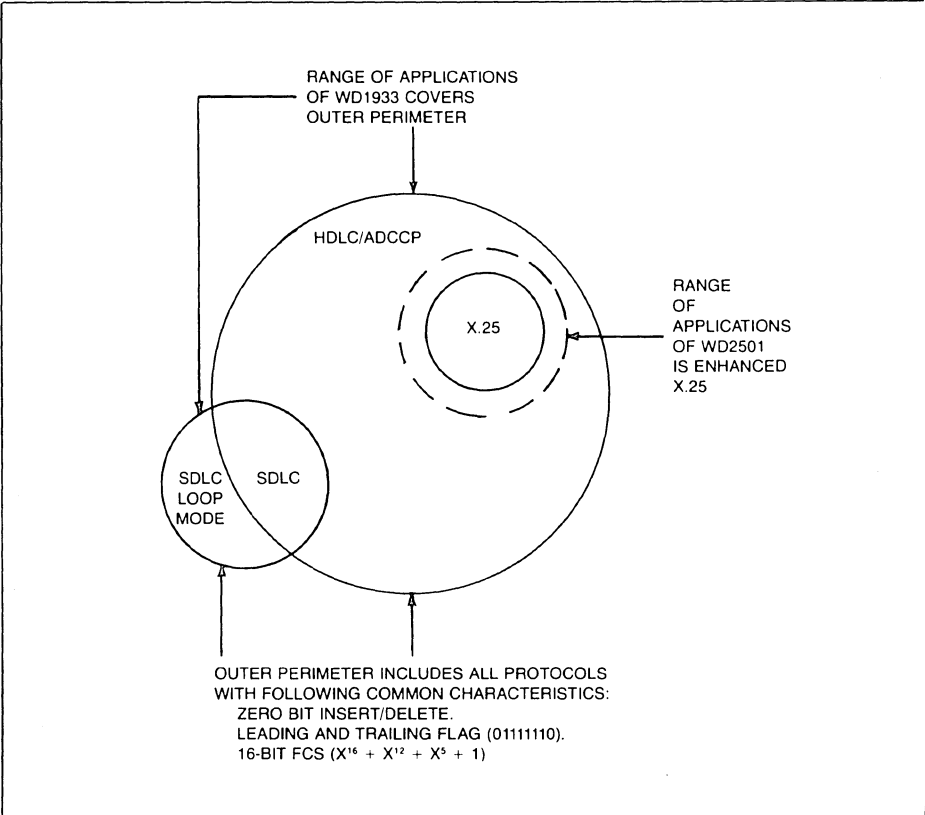 RANGE OF APPLICATIONS
OF WD1933 COVERS
OUTER PERIMETER
HDLC/ADCCP
X.25
RANGE
OF
APPLICATIONS
OF WD2501
IS ENHANCED
X.25
SDLC
LOOP
MODE
SDLC
OUTER PERIMETER INCLUDES ALL PROTOCOLS
WITH FOLLOWING COMMON CHARACTERISTICS:
ZERO BIT INSERT/DELETE.
LEADING AND TRAILING FLAG (01111110).
16-BIT FCS (X¹⁶ + X¹² + X⁵ + 1)